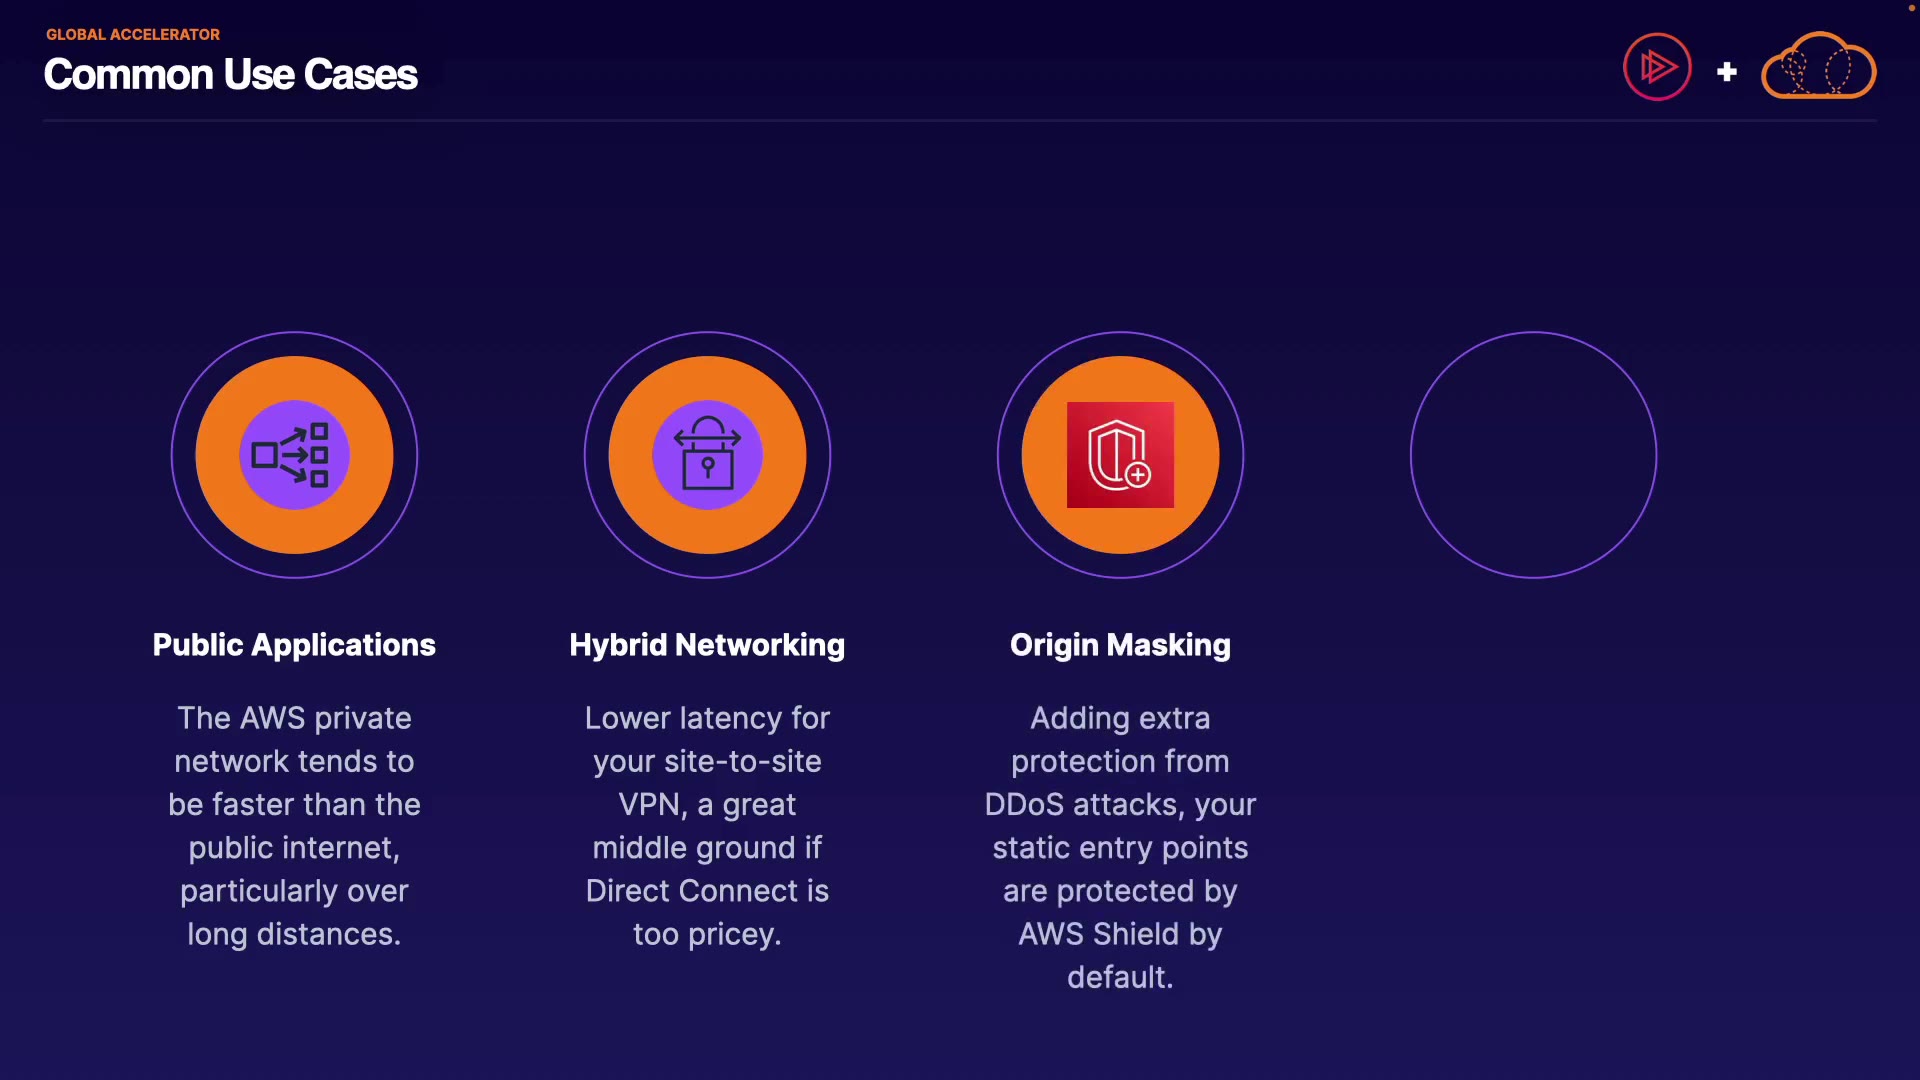 GLOBAL ACCELERATOR
Common Use Cases
Public Applications
The AWS private
network tends to
be faster than the
public internet,
particularly over
long distances.
Hybrid Networking
Lower latency for
your site-to-site
VPN, a great
middle ground if
Direct Connect is
too pricey.
Origin Masking
Adding extra
protection from
DDoS attacks, your
static entry points
are protected by
AWS Shield by
default.